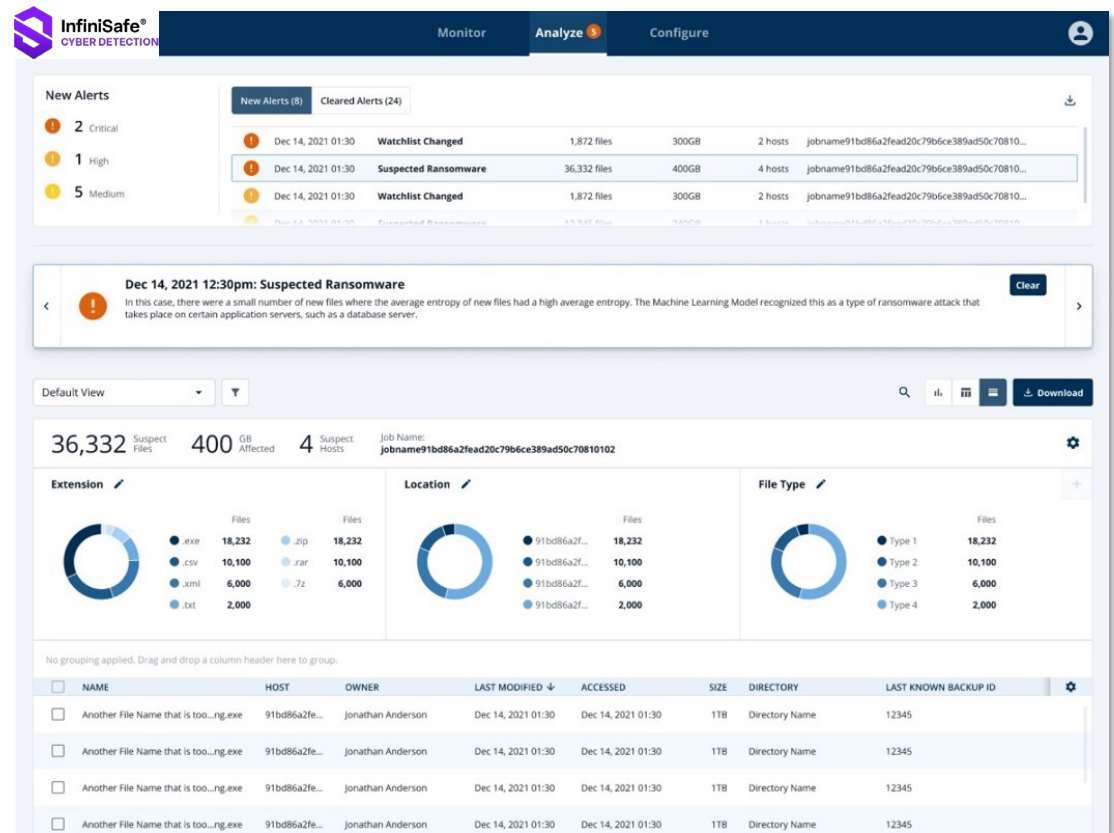 InfiniSafe®
CYBER DETECTION
Monitor
Analyze 5
Configure
New Alerts
2 Critical
1 High
5 Medium
New Alerts (8) Cleared Alerts (24)
Dec 14, 2021 01:30 Watchlist Changed 1,872 files 300GB 2 hosts jobname91bd86a2fead20c79b6ce389ad50c70810...
Dec 14, 2021 01:30 Suspected Ransomware 36,332 files 400GB 4 hosts jobname91bd86a2fead20c79b6ce389ad50c70810...
Dec 14, 2021 01:30 Watchlist Changed 1,872 files 300GB 2 hosts jobname91bd86a2fead20c79b6ce389ad50c70810...
Dec 14, 2021 01:30 Suspected Ransomware 12,345 files 240GB 1 hosts jobname91bd86a2fead20c79b6ce389ad50c70810...
Dec 14, 2021 12:30pm: Suspected Ransomware
In this case, there were a small number of new files where the average entropy of new files had a high average entropy. The Machine Learning Model recognized this as a type of ransomware attack that
takes place on certain application servers, such as a database server.
Clear
Default View
Download
36,332 Suspect Files 400 GB Affected 4 Suspect Hosts
Job Name:
jobname91bd86a2fead20c79b6ce389ad50c70810102
Extension
Files Files
.exe 18,232 .zip 18,232
.csv 10,100 .rar 10,100
.xml 6,000 .7z 6,000
.txt 2,000
Location
Files
91bd86a2f... 18,232
91bd86a2f... 10,100
91bd86a2f... 6,000
91bd86a2f... 2,000
File Type
Files
Type 1 18,232
Type 2 10,100
Type 3 6,000
Type 4 2,000
No grouping applied. Drag and drop a column header here to group.
NAME HOST OWNER LAST MODIFIED ACCESSED SIZE DIRECTORY LAST KNOWN BACKUP ID
Another File Name that is too...ng.exe 91bd86a2fe... Jonathan Anderson Dec 14, 2021 01:30 Dec 14, 2021 01:30 1TB Directory Name 12345
Another File Name that is too...ng.exe 91bd86a2fe... Jonathan Anderson Dec 14, 2021 01:30 Dec 14, 2021 01:30 1TB Directory Name 12345
Another File Name that is too...ng.exe 91bd86a2fe... Jonathan Anderson Dec 14, 2021 01:30 Dec 14, 2021 01:30 1TB Directory Name 12345
Another File Name that is too...ng.exe 91bd86a2fe... Jonathan Anderson Dec 14, 2021 01:30 Dec 14, 2021 01:30 1TB Directory Name 12345